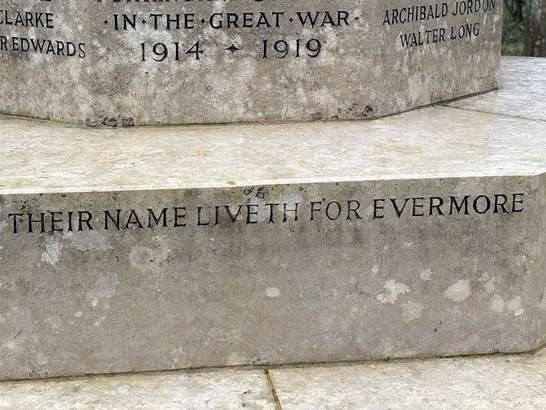 CLARKE
EDWARDS
·IN·THE·GREAT·WAR·
1914 ✦ 1919
ARCHIBALD JORDON
WALTER LONG
THEIR NAME LIVETH FOR EVERMORE